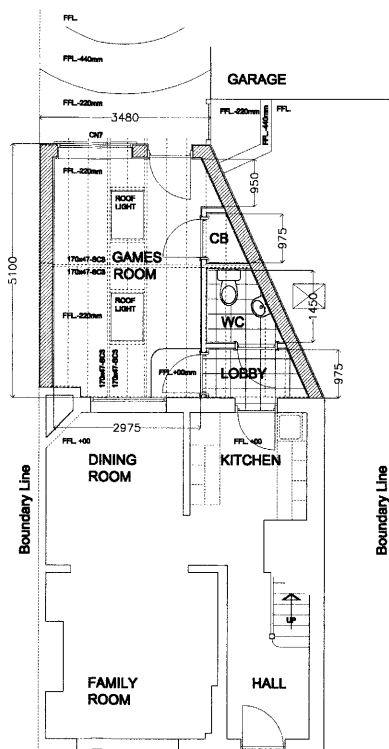 FFL.
FFL.-440mm
GARAGE
FFL.-220mm
FFL.-220mm
FFL.
FFL.-440mm
3480
CN7
FFL.-220mm
950
ROOF
LIGHT
975
CB
GAMES
ROOM
170x47-SC3
170x47-SC3
5100
ROOF
LIGHT
1450
FFL.-220mm
WC
170x47-SC3
170x47-SC3
FFL.+00mm
LOBBY
975
2975
FFL. +00
FFL. +00
DINING
ROOM
KITCHEN
Boundary Line
Boundary Line
UP
FAMILY
ROOM
HALL